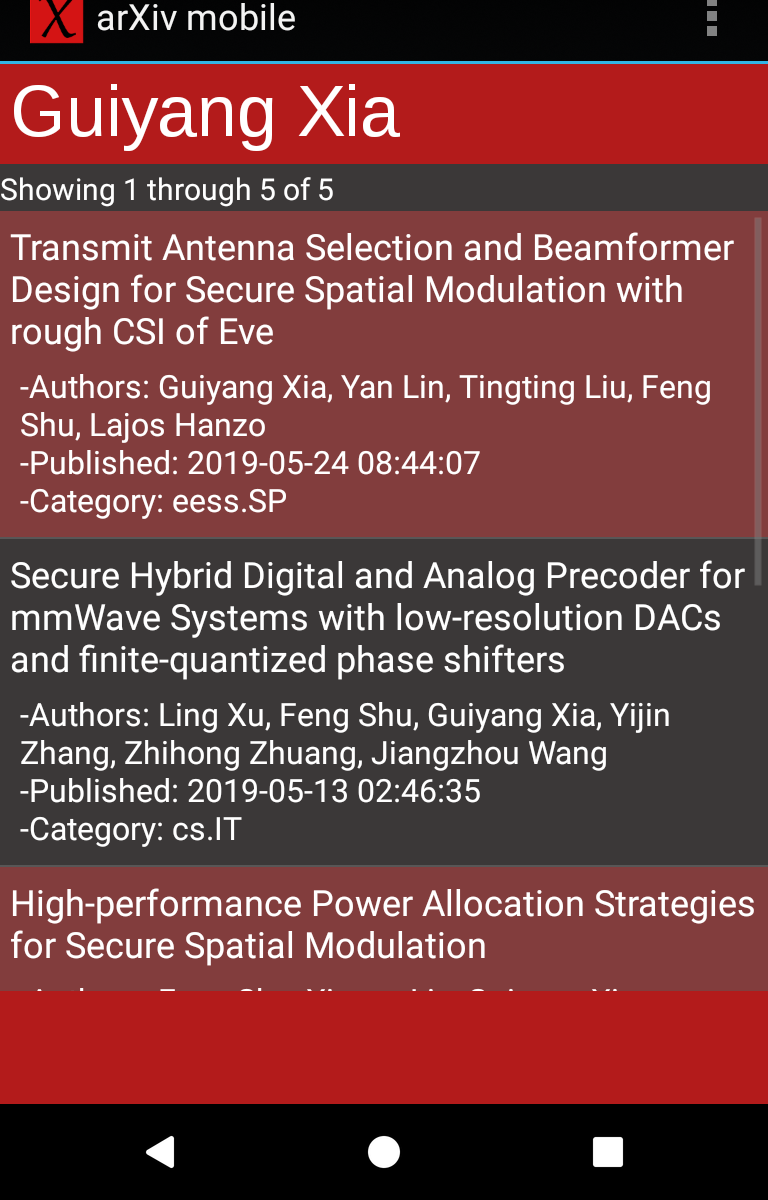 arXiv mobile
Guiyang Xia
Showing 1 through 5 of 5
Transmit Antenna Selection and Beamformer
Design for Secure Spatial Modulation with
rough CSI of Eve
-Authors: Guiyang Xia, Yan Lin, Tingting Liu, Feng
Shu, Lajos Hanzo
-Published: 2019-05-24 08:44:07
-Category: eess.SP
Secure Hybrid Digital and Analog Precoder for
mmWave Systems with low-resolution DACs
and finite-quantized phase shifters
-Authors: Ling Xu, Feng Shu, Guiyang Xia, Yijin
Zhang, Zhihong Zhuang, Jiangzhou Wang
-Published: 2019-05-13 02:46:35
-Category: cs.IT
High-performance Power Allocation Strategies
for Secure Spatial Modulation